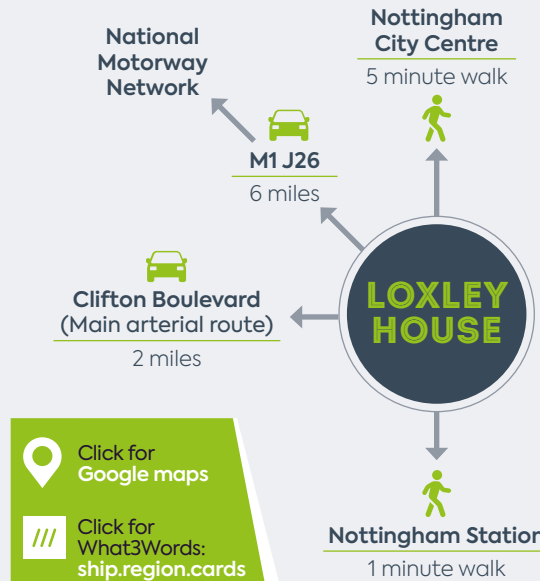 National
Motorway
Network
Nottingham
City Centre
5 minute walk
M1 J26
6 miles
Clifton Boulevard
(Main arterial route)
2 miles
LOXLEY
HOUSE
Click for
Google maps
Click for
What3Words:
ship.region.cards
Nottingham Station
1 minute walk